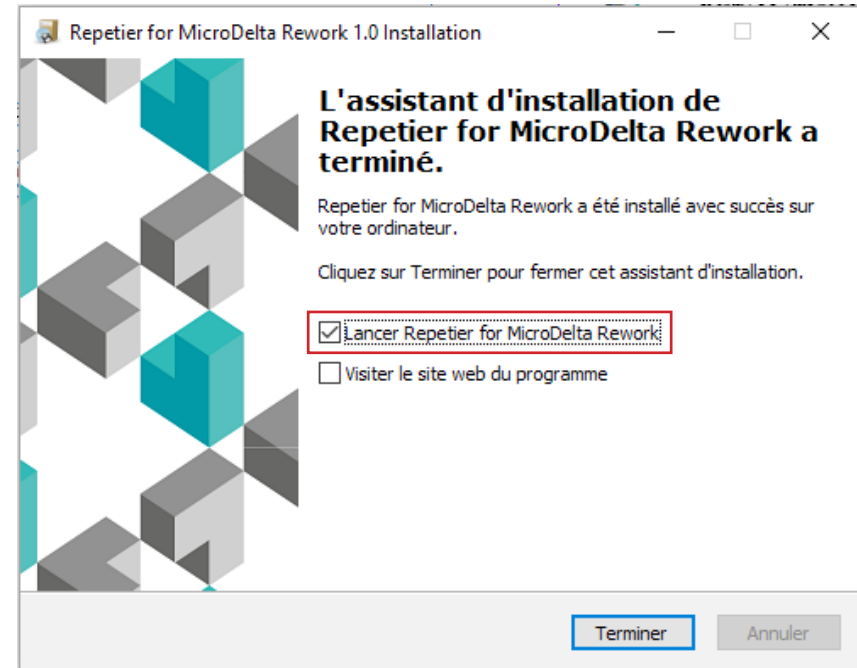 Repetier for MicroDelta Rework 1.0 Installation
L'assistant d'installation de
Repetier for MicroDelta Rework a
terminé.
Repetier for MicroDelta Rework a été installé avec succès sur
votre ordinateur.
Cliquez sur Terminer pour fermer cet assistant d'installation.
Lancer Repetier for MicroDelta Rework
Visiter le site web du programme
Terminer
Annuler